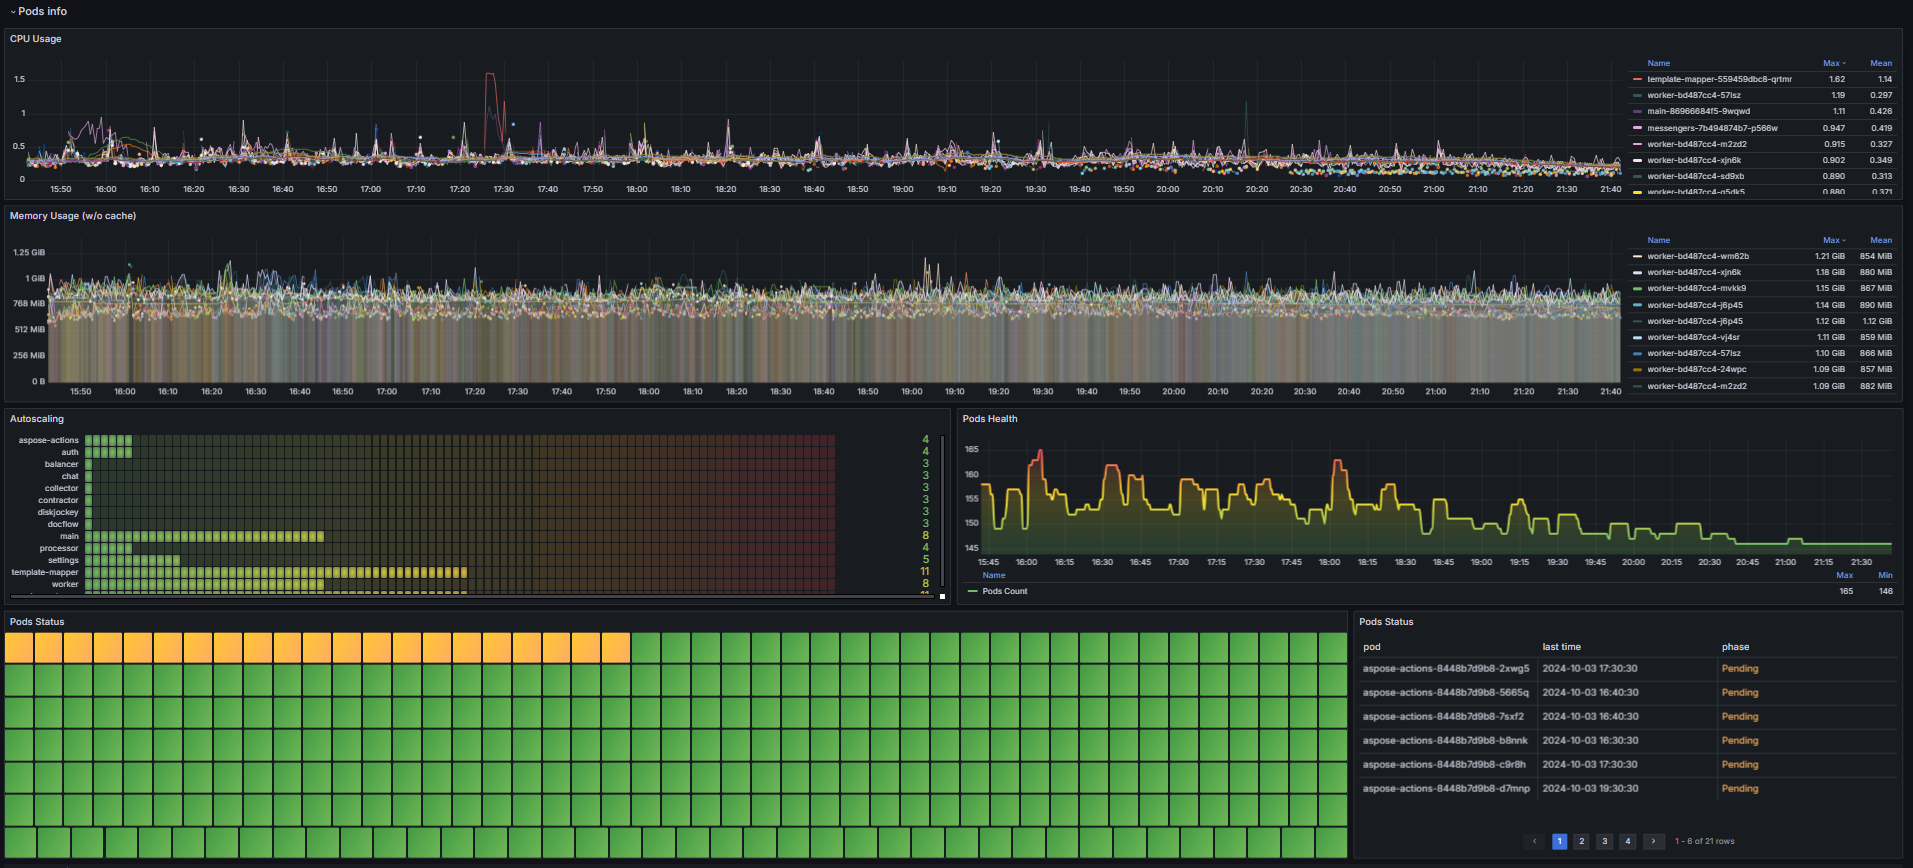 Pods info
CPU Usage
1.5
1
0.5
0
15:50 16:00 16:10 16:20 16:30 16:40 16:50 17:00 17:10 17:20 17:30 17:40 17:50 18:00 18:10 18:20 18:30 18:40 18:50 19:00 19:10 19:20 19:30 19:40 19:50 20:00 20:10 20:20 20:30 20:40 20:50 21:00 21:10 21:20 21:30 21:40
Name Max Mean
template-mapper-559459dbc8-qrtmr 1.62 1.14
worker-bd487cc4-57lsz 1.19 0.297
main-86966684f5-9wqwd 1.11 0.426
messengers-7b494874b7-p566w 0.947 0.419
worker-bd487cc4-m2zd2 0.915 0.327
worker-bd487cc4-xjn6k 0.902 0.349
worker-bd487cc4-sd9xb 0.890 0.313
worker-bd487cc4-q5dk5 0.880 0.371
Memory Usage (w/o cache)
1.25 GiB
1 GiB
768 MiB
512 MiB
256 MiB
0 B
15:50 16:00 16:10 16:20 16:30 16:40 16:50 17:00 17:10 17:20 17:30 17:40 17:50 18:00 18:10 18:20 18:30 18:40 18:50 19:00 19:10 19:20 19:30 19:40 19:50 20:00 20:10 20:20 20:30 20:40 20:50 21:00 21:10 21:20 21:30 21:40
Name Max Mean
worker-bd487cc4-wm62b 1.21 GiB 854 MiB
worker-bd487cc4-xjn6k 1.18 GiB 880 MiB
worker-bd487cc4-mvkk9 1.15 GiB 867 MiB
worker-bd487cc4-j6p45 1.14 GiB 890 MiB
worker-bd487cc4-j6p45 1.12 GiB 1.12 GiB
worker-bd487cc4-vj4sr 1.11 GiB 859 MiB
worker-bd487cc4-57lsz 1.10 GiB 866 MiB
worker-bd487cc4-24wpc 1.09 GiB 857 MiB
worker-bd487cc4-m2zd2 1.09 GiB 882 MiB
Autoscaling
aspose-actions 4
auth 4
balancer 3
chat 3
collector 3
contractor 3
diskjockey 3
docflow 3
main 8
processor 4
settings 5
template-mapper 11
worker 8
Pods Health
165
160
155
150
145
15:45 16:00 16:15 16:30 16:45 17:00 17:15 17:30 17:45 18:00 18:15 18:30 18:45 19:00 19:15 19:30 19:45 20:00 20:15 20:30 20:45 21:00 21:15 21:30
Name Max Min
Pods Count 165 146
Pods Status
Pods Status
pod last time phase
aspose-actions-8448b7d9b8-2xwg5 2024-10-03 17:30:30 Pending
aspose-actions-8448b7d9b8-5665q 2024-10-03 16:40:30 Pending
aspose-actions-8448b7d9b8-7sxf2 2024-10-03 16:40:30 Pending
aspose-actions-8448b7d9b8-b8nnk 2024-10-03 16:30:30 Pending
aspose-actions-8448b7d9b8-c9r8h 2024-10-03 17:30:30 Pending
aspose-actions-8448b7d9b8-d7mnp 2024-10-03 19:30:30 Pending
1 2 3 4 1 - 6 of 21 rows